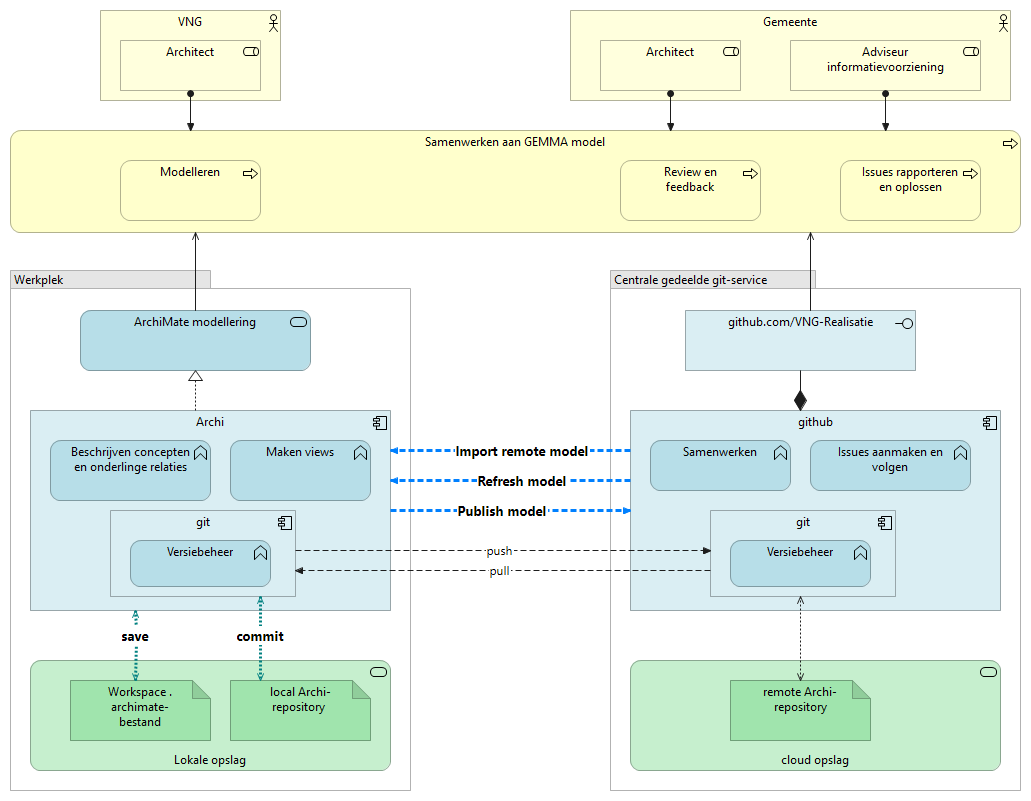 VNG
Architect
Gemeente
Architect
Adviseur
informatievoorziening
Samenwerken aan GEMMA model
Modelleren
Review en
feedback
Issues rapporteren
en oplossen
Werkplek
ArchiMate modellering
Archi
Beschrijven concepten
en onderlinge relaties
Maken views
git
Versiebeheer
Import remote model
Refresh model
Publish model
push
pull
save
commit
Workspace .
archimate-
bestand
local Archi-
repository
Lokale opslag
Centrale gedeelde git-service
github.com/VNG-Realisatie
github
Samenwerken
Issues aanmaken en
volgen
git
Versiebeheer
remote Archi-
repository
cloud opslag